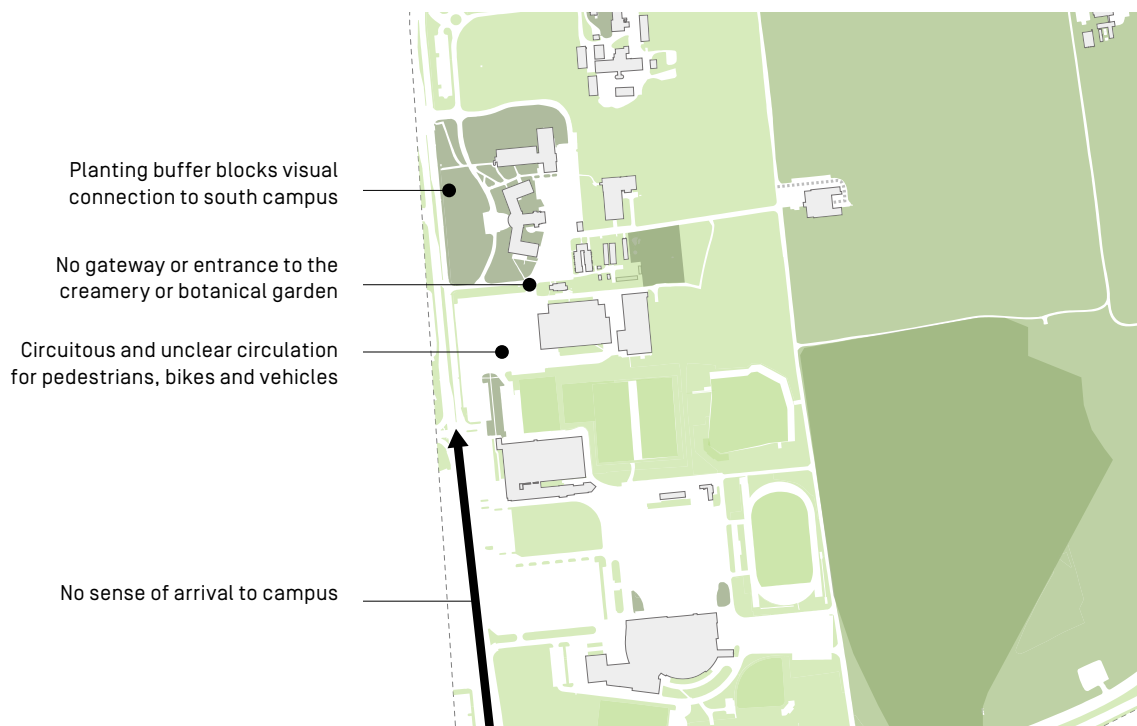 Planting buffer blocks visual
connection to south campus
No gateway or entrance to the
creamery or botanical garden
Circuitous and unclear circulation
for pedestrians, bikes and vehicles
No sense of arrival to campus